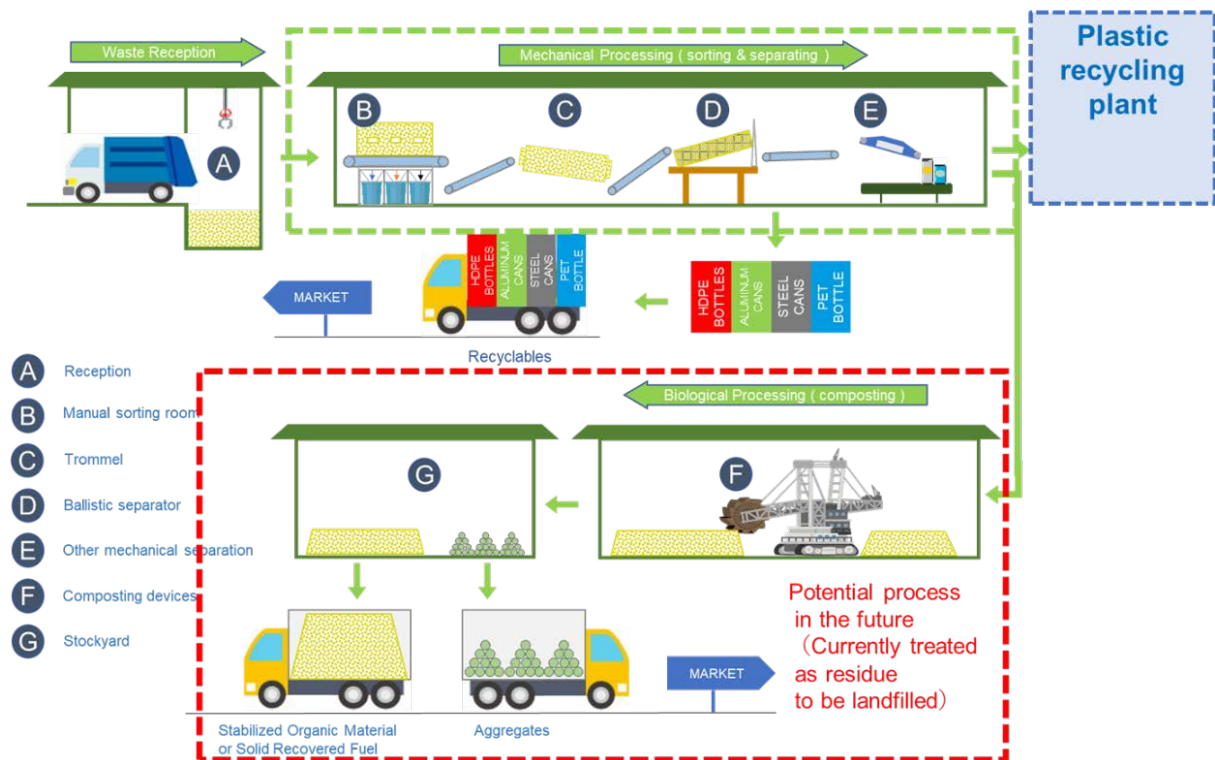 Waste Reception
Mechanical Processing ( sorting & separating )
Plastic
recycling
plant
A
B
C
D
E
HDPE
BOTTLES
ALUMINUM
CANS
STEEL
CANS
PET
BOTTLE
HDPE
BOTTLES
ALUMINUM
CANS
STEEL
CANS
PET
BOTTLE
MARKET
Recyclables
A Reception
B Manual sorting room
C Trommel
D Ballistic separator
E Other mechanical separation
F Composting devices
G Stockyard
Biological Processing ( composting )
G
F
Potential process
in the future
（Currently treated
as residue
to be landfilled）
MARKET
Stabilized Organic Material
or Solid Recovered Fuel
Aggregates